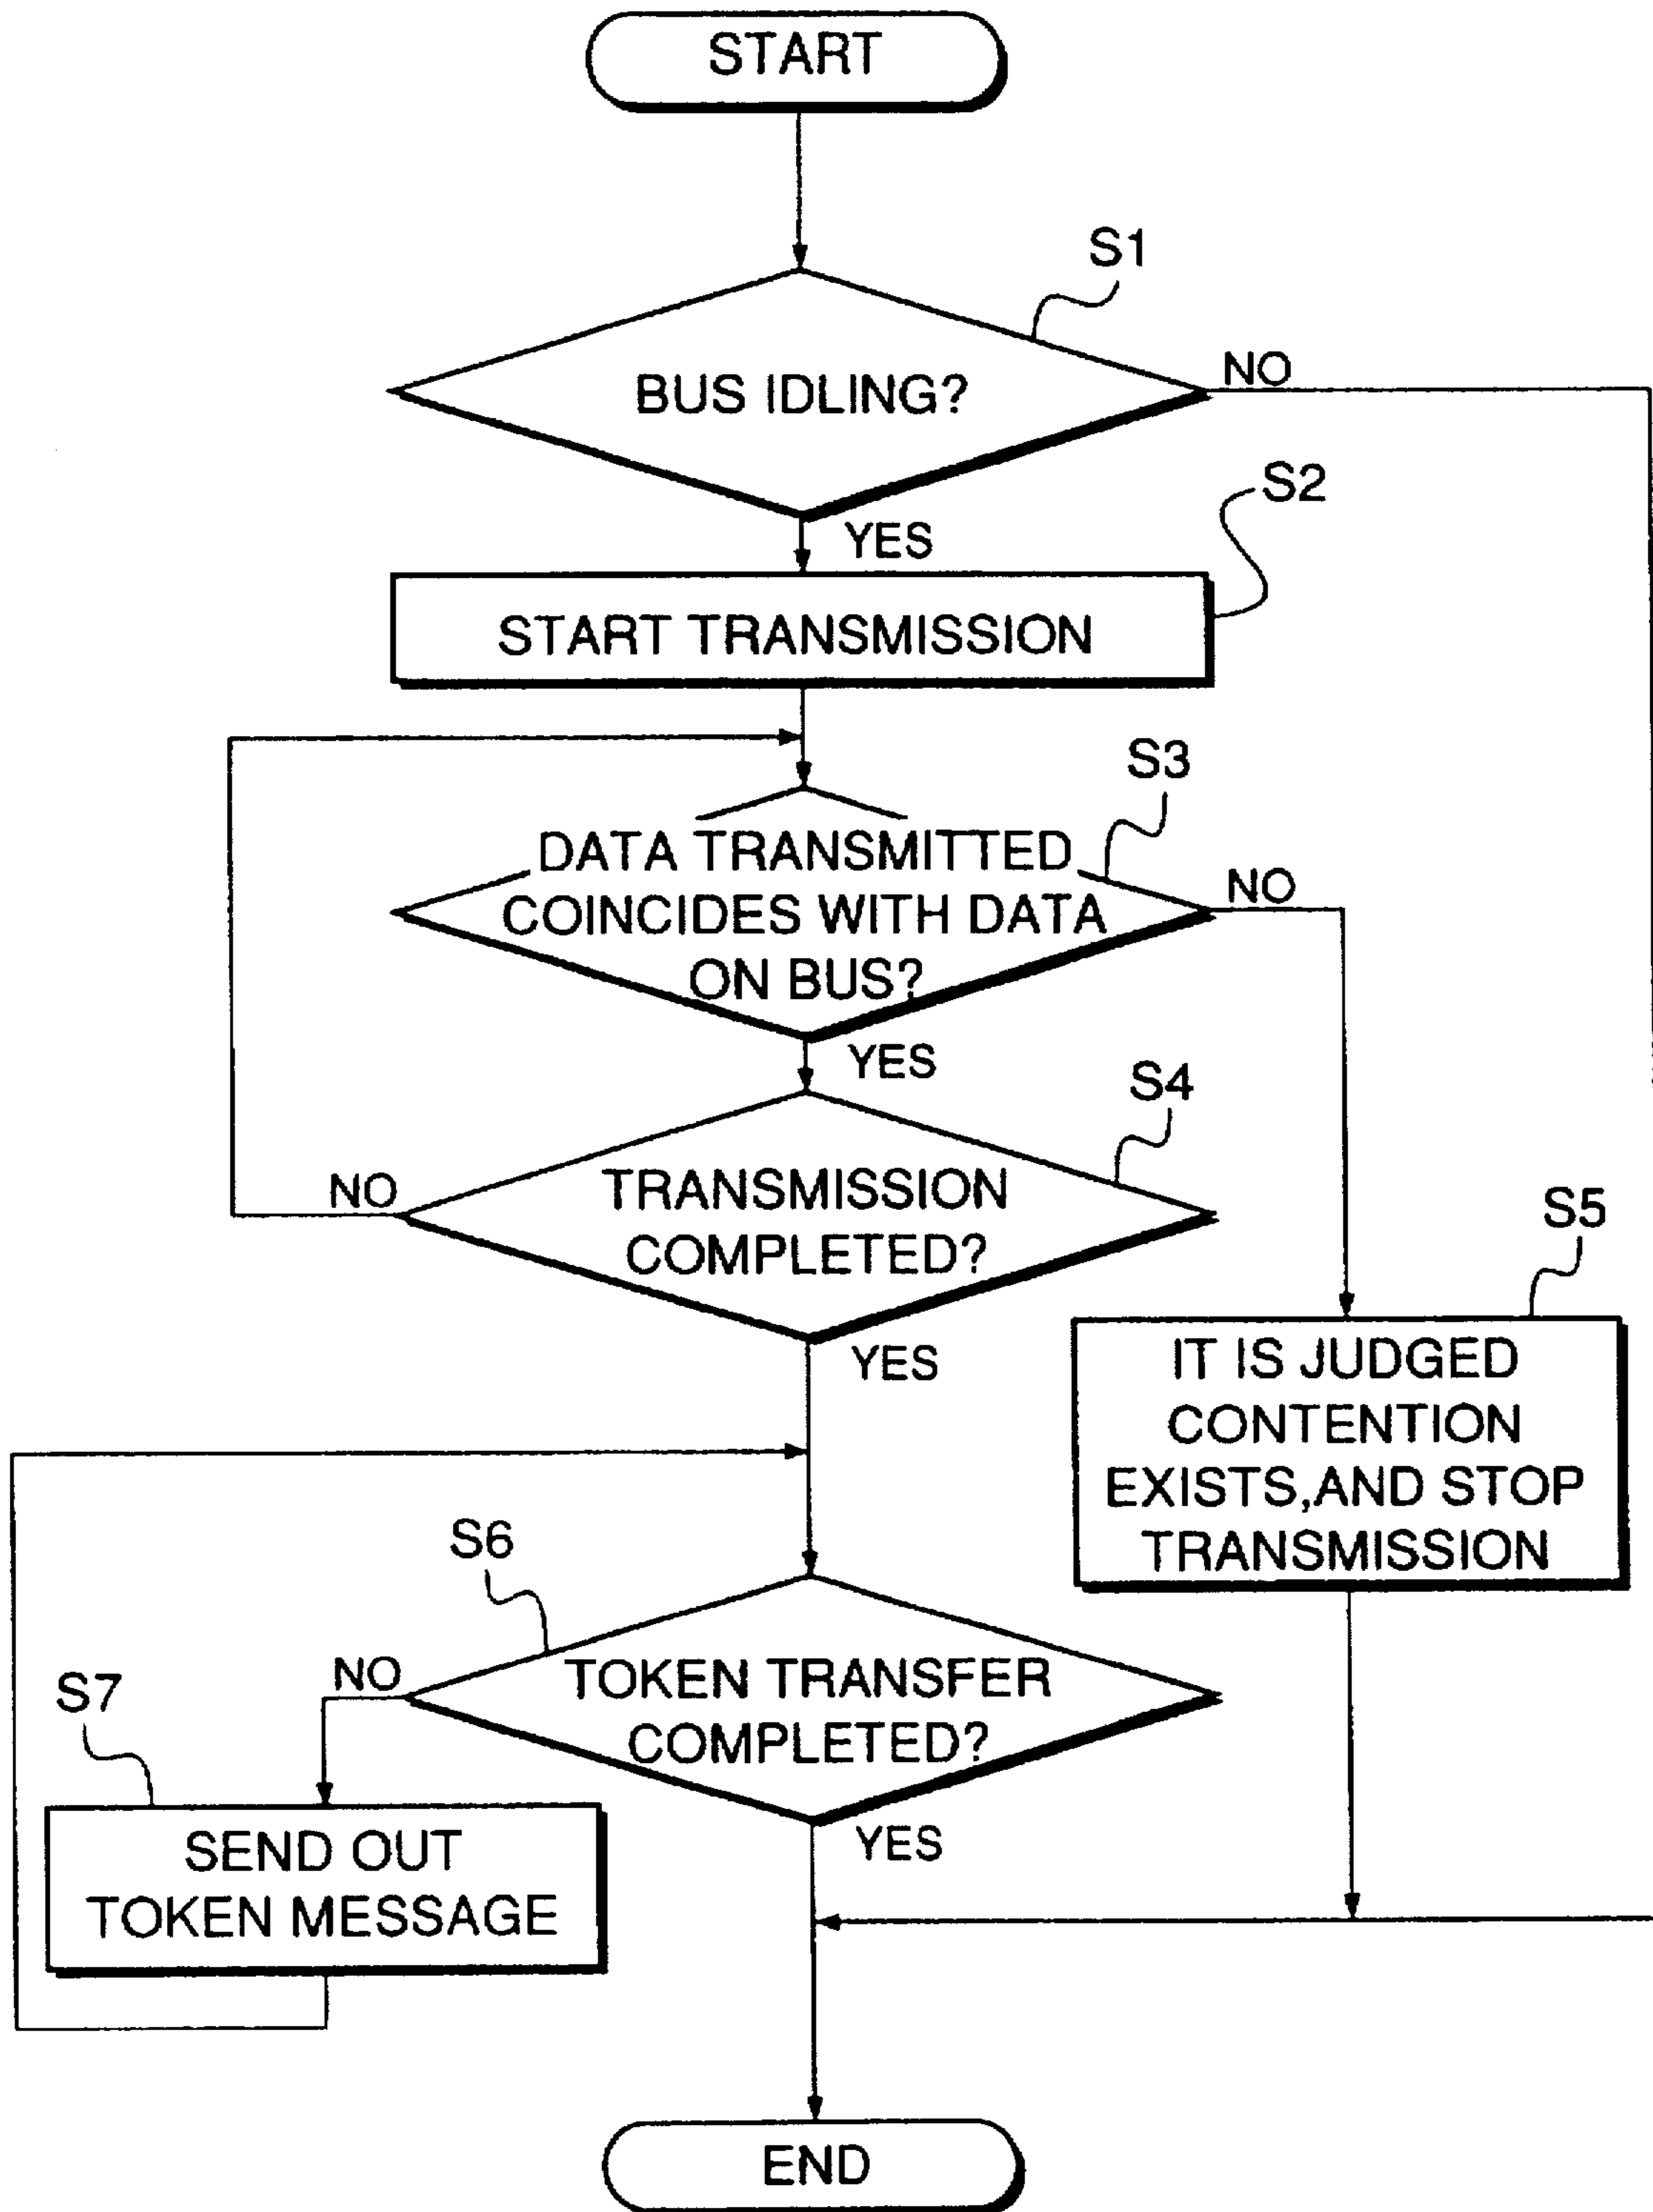 START
S1
BUS IDLING?
NO
YES
S2
START TRANSMISSION
S3
DATA TRANSMITTED
COINCIDES WITH DATA
ON BUS?
NO
YES
S4
NO
TRANSMISSION
COMPLETED?
YES
S5
IT IS JUDGED
CONTENTION
EXISTS,AND STOP
TRANSMISSION
S6
NO
TOKEN TRANSFER
COMPLETED?
YES
S7
SEND OUT
TOKEN MESSAGE
END